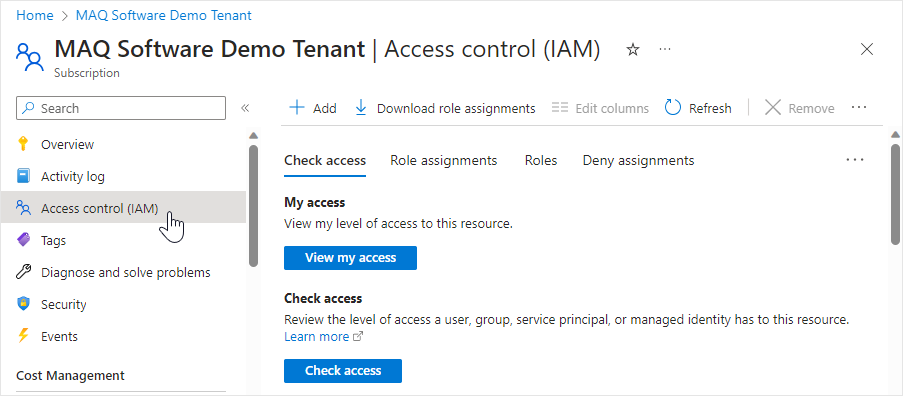 Home > MAQ Software Demo Tenant
MAQ Software Demo Tenant | Access control (IAM)
Subscription
Search
Overview
Activity log
Access control (IAM)
Tags
Diagnose and solve problems
Security
Events
Cost Management
Add Download role assignments Edit columns Refresh Remove
Check access Role assignments Roles Deny assignments
My access
View my level of access to this resource.
View my access
Check access
Review the level of access a user, group, service principal, or managed identity has to this resource.
Learn more
Check access